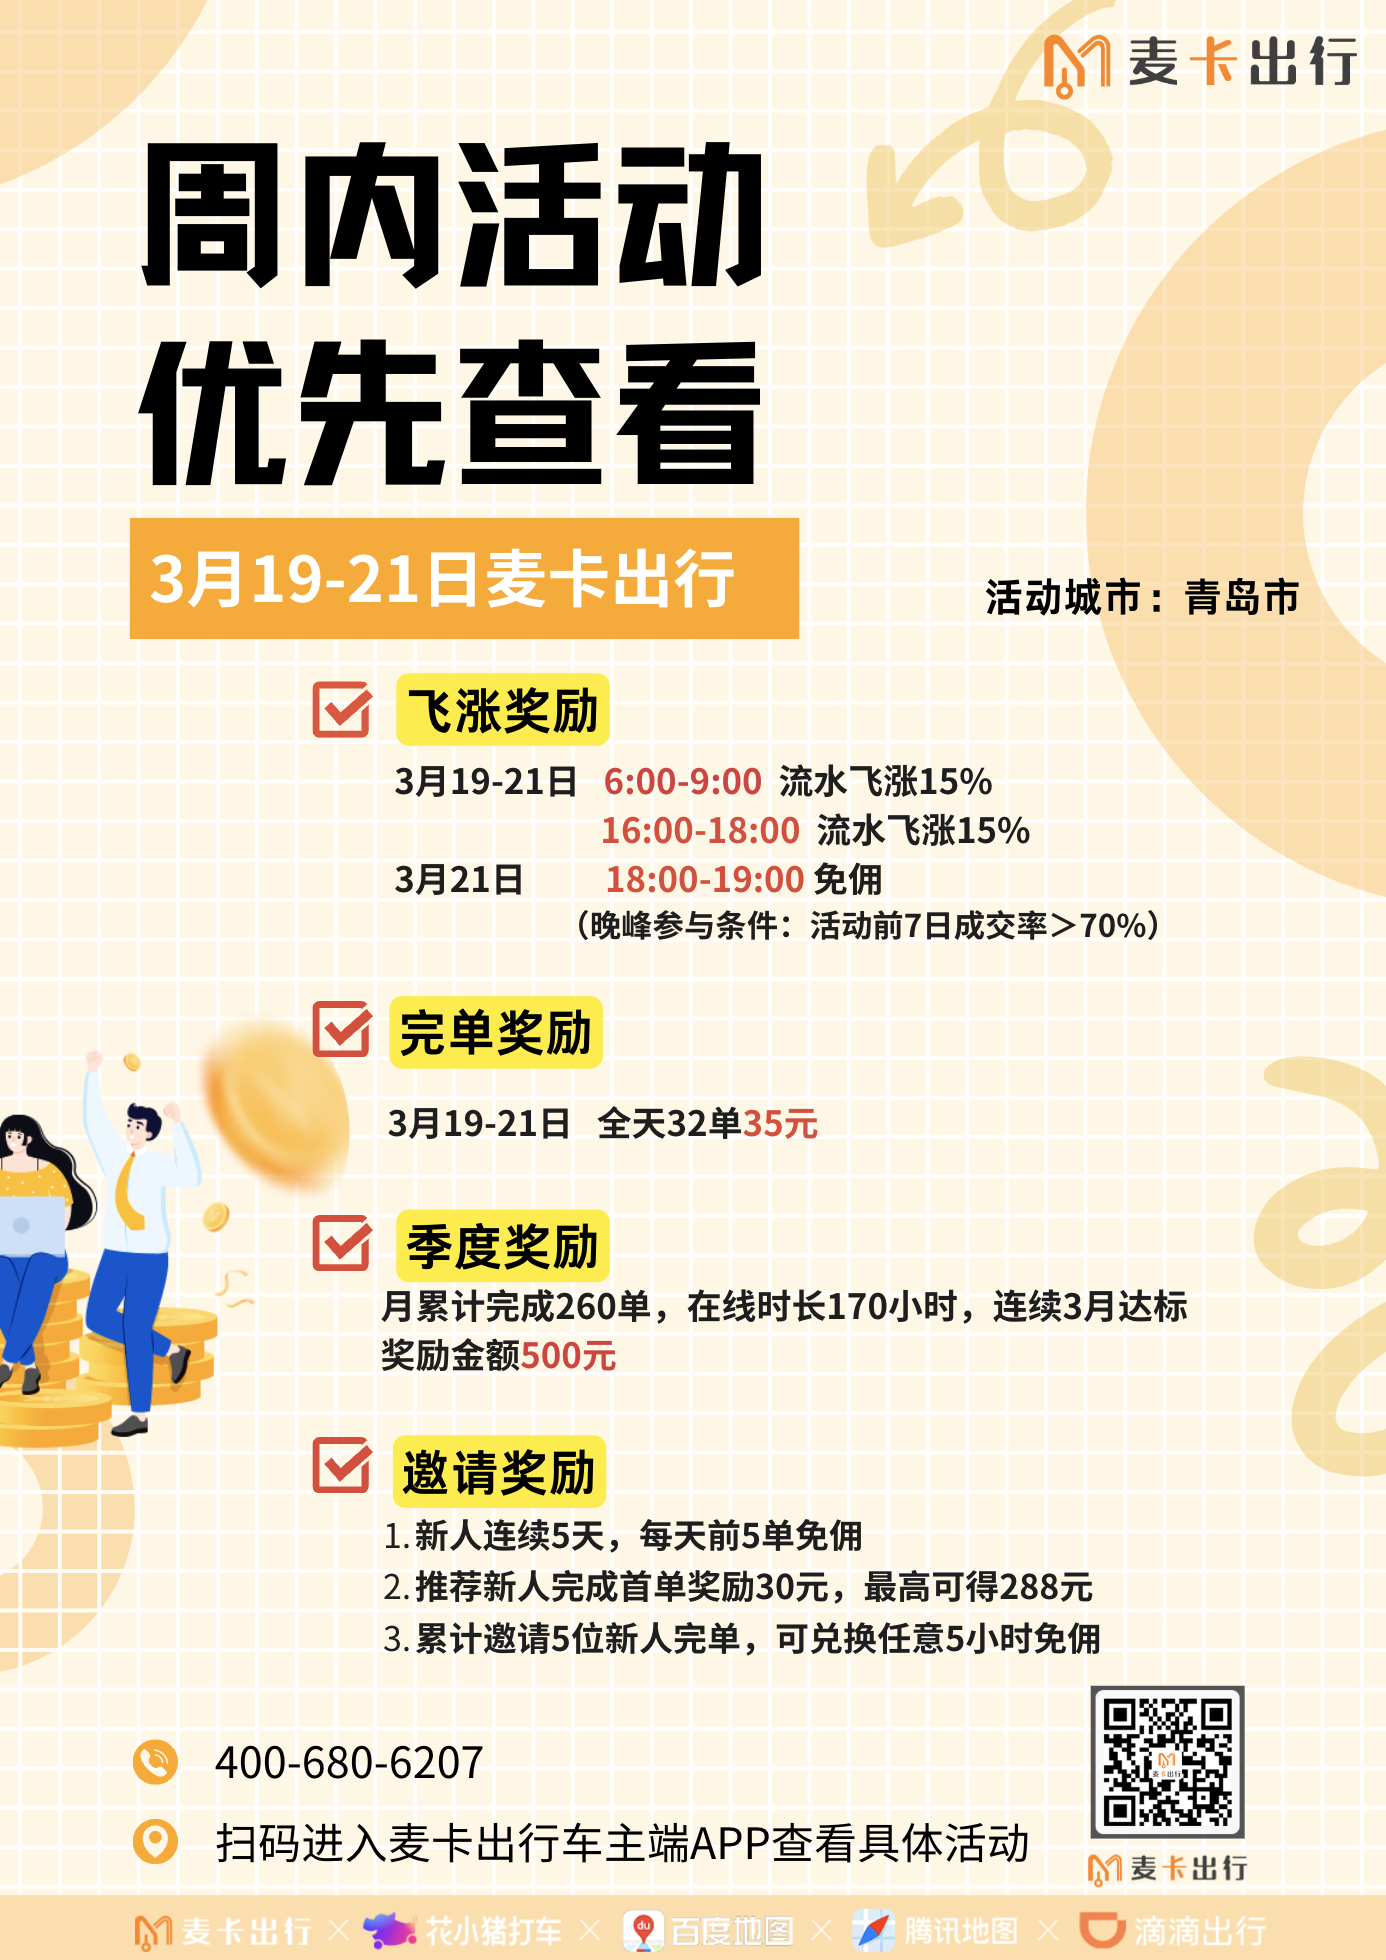 麦卡出行
周内活动
优先查看
3月19-21日麦卡出行
活动城市：青岛市
飞涨奖励
3月19-21日 6:00-9:00 流水飞涨15%
16:00-18:00 流水飞涨15%
3月21日 18:00-19:00 免佣
（晚峰参与条件：活动前7日成交率＞70%）
完单奖励
3月19-21日 全天32单35元
季度奖励
月累计完成260单，在线时长170小时，连续3月达标
奖励金额500元
邀请奖励
1. 新人连续5天，每天前5单免佣
2. 推荐新人完成首单奖励30元，最高可得288元
3. 累计邀请5位新人完单，可兑换任意5小时免佣
400-680-6207
扫码进入麦卡出行车主端APP查看具体活动
麦卡出行
麦卡出行
麦卡出行 × 花小猪打车 × du 百度地图 × 腾讯地图 × 滴滴出行